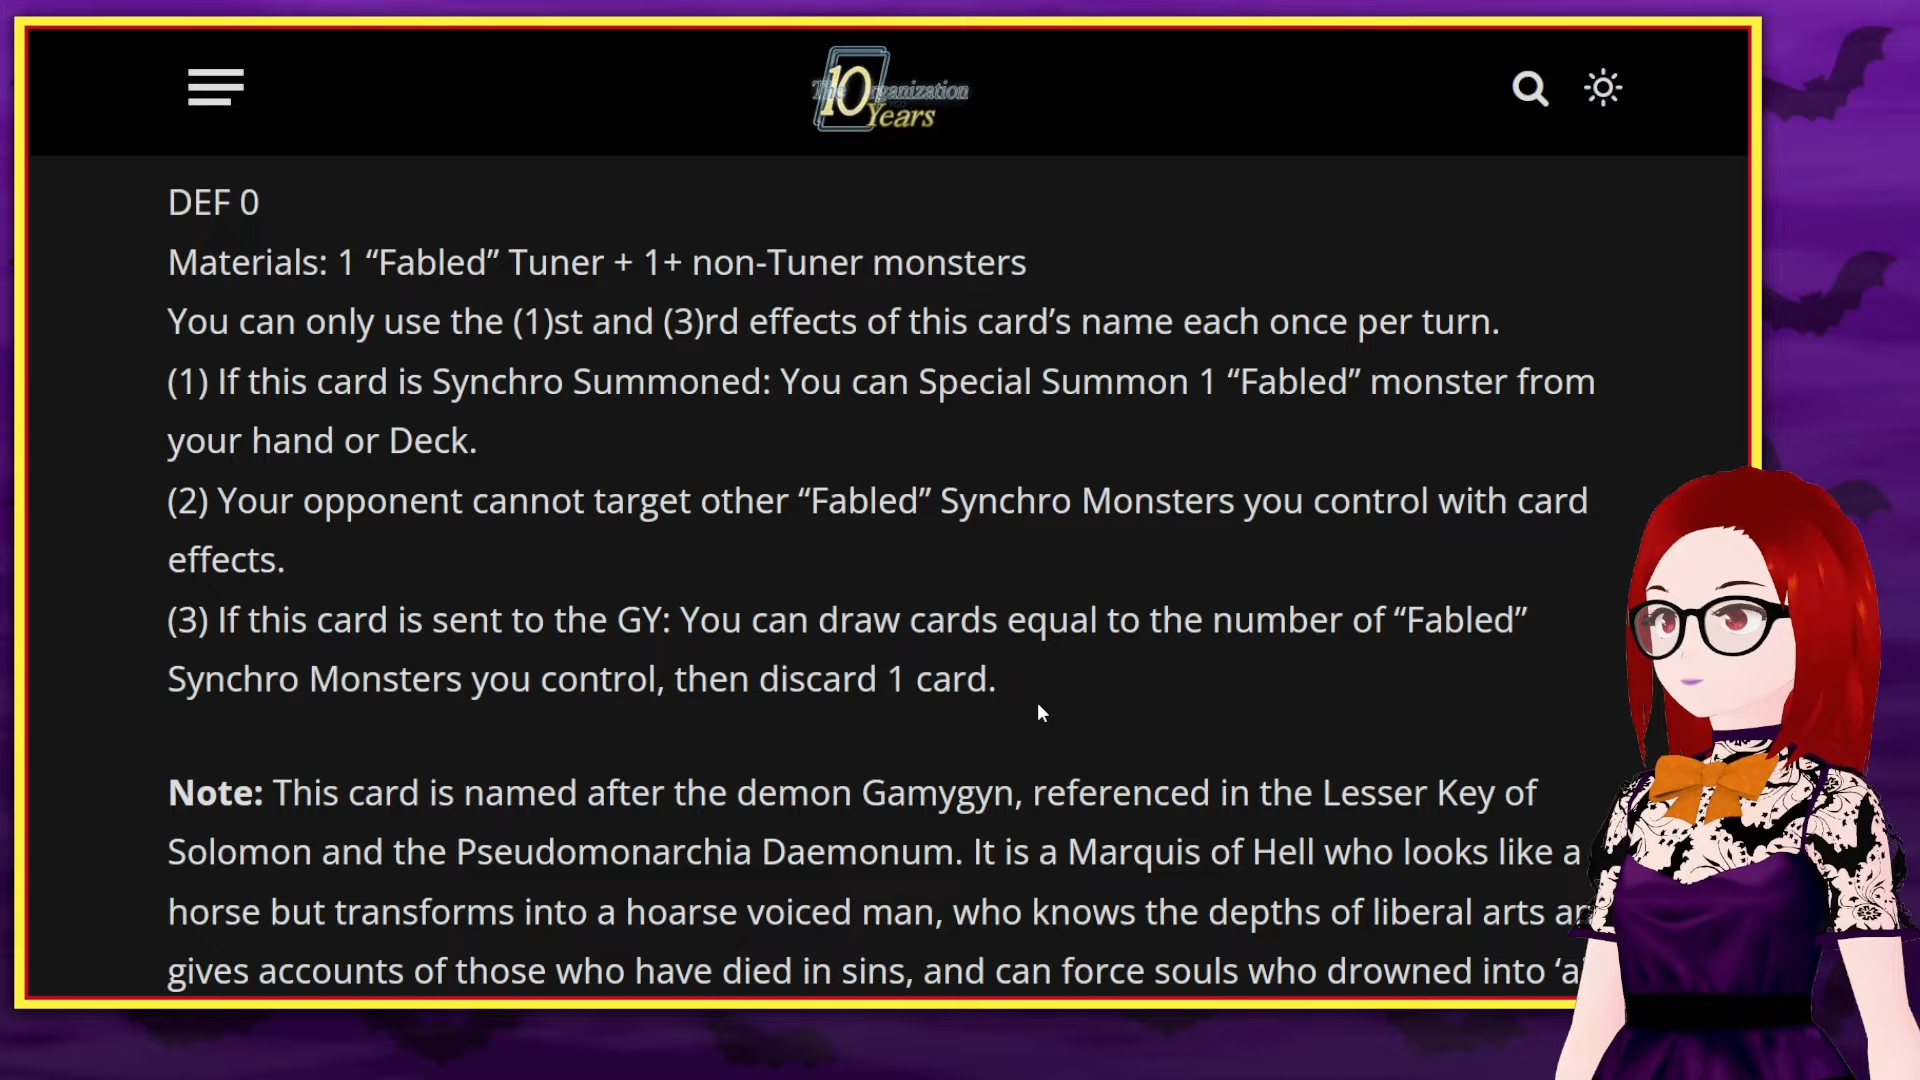 The Organization
10 Years
DEF 0
Materials: 1 “Fabled” Tuner + 1+ non-Tuner monsters
You can only use the (1)st and (3)rd effects of this card’s name each once per turn.
(1) If this card is Synchro Summoned: You can Special Summon 1 “Fabled” monster from
your hand or Deck.
(2) Your opponent cannot target other “Fabled” Synchro Monsters you control with card
effects.
(3) If this card is sent to the GY: You can draw cards equal to the number of “Fabled”
Synchro Monsters you control, then discard 1 card.
Note: This card is named after the demon Gamygyn, referenced in the Lesser Key of
Solomon and the Pseudomonarchia Daemonum. It is a Marquis of Hell who looks like a
horse but transforms into a hoarse voiced man, who knows the depths of liberal arts
gives accounts of those who have died in sins, and can force souls who drowned into